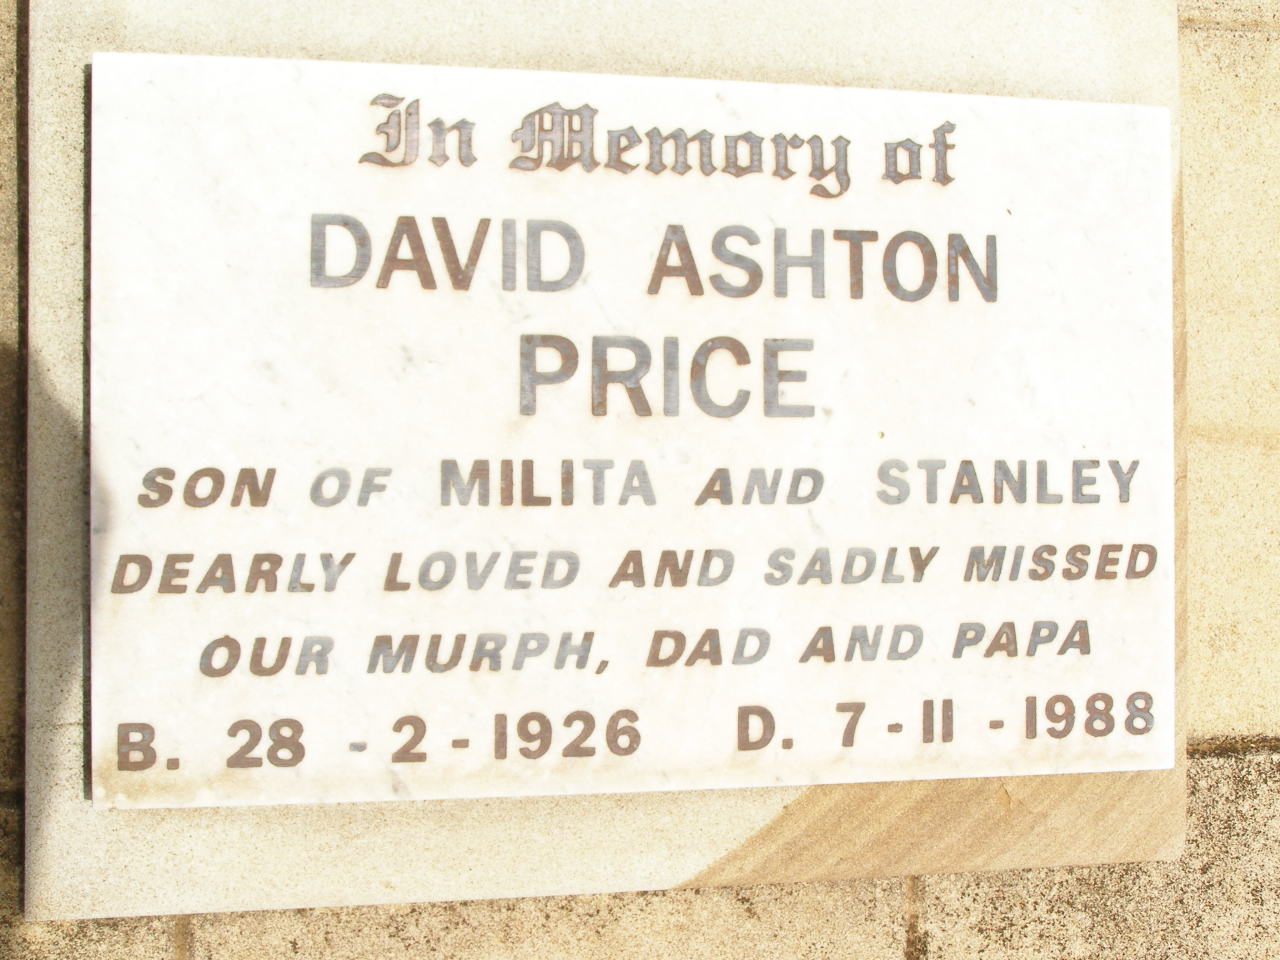 In Memory of
DAVID ASHTON
PRICE
SON OF MILITA AND STANLEY
DEARLY LOVED AND SADLY MISSED
OUR MURPH, DAD AND PAPA
B. 28 - 2 - 1926 D. 7 - 11 - 1988